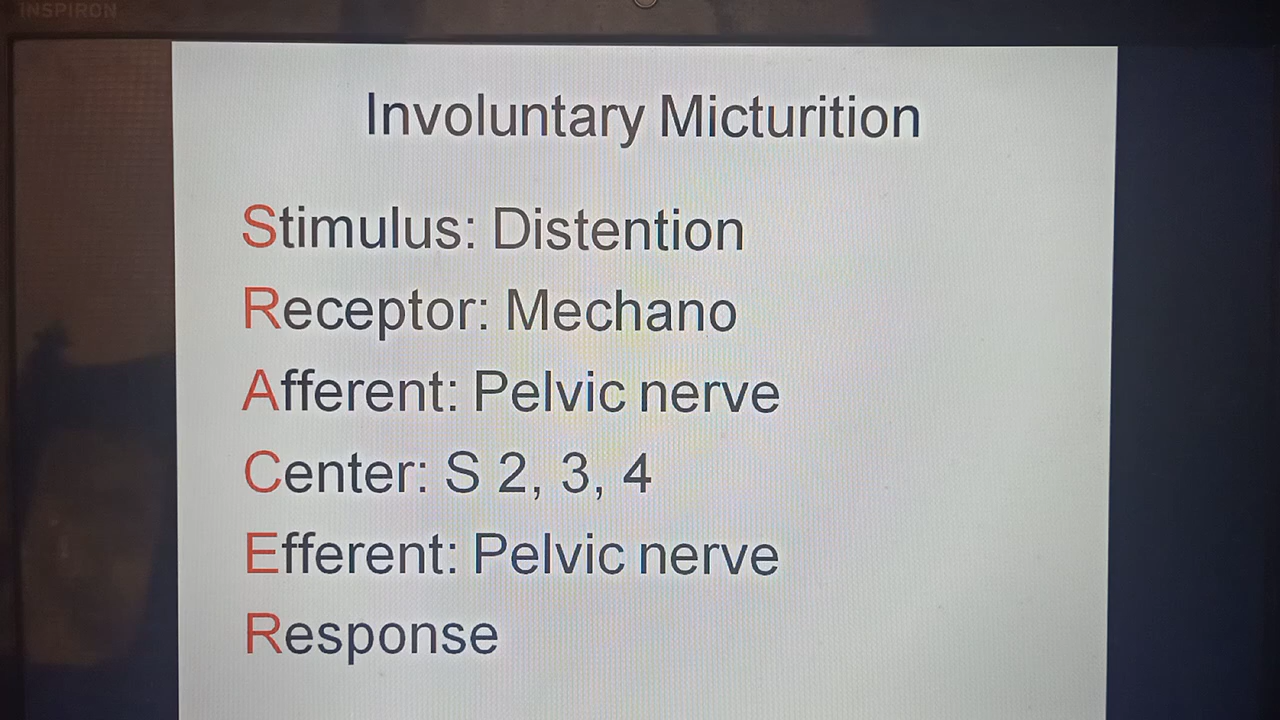 INSPIRON
Involuntary Micturition
Stimulus: Distention
Receptor: Mechano
Afferent: Pelvic nerve
Center: S 2, 3, 4
Efferent: Pelvic nerve
Response